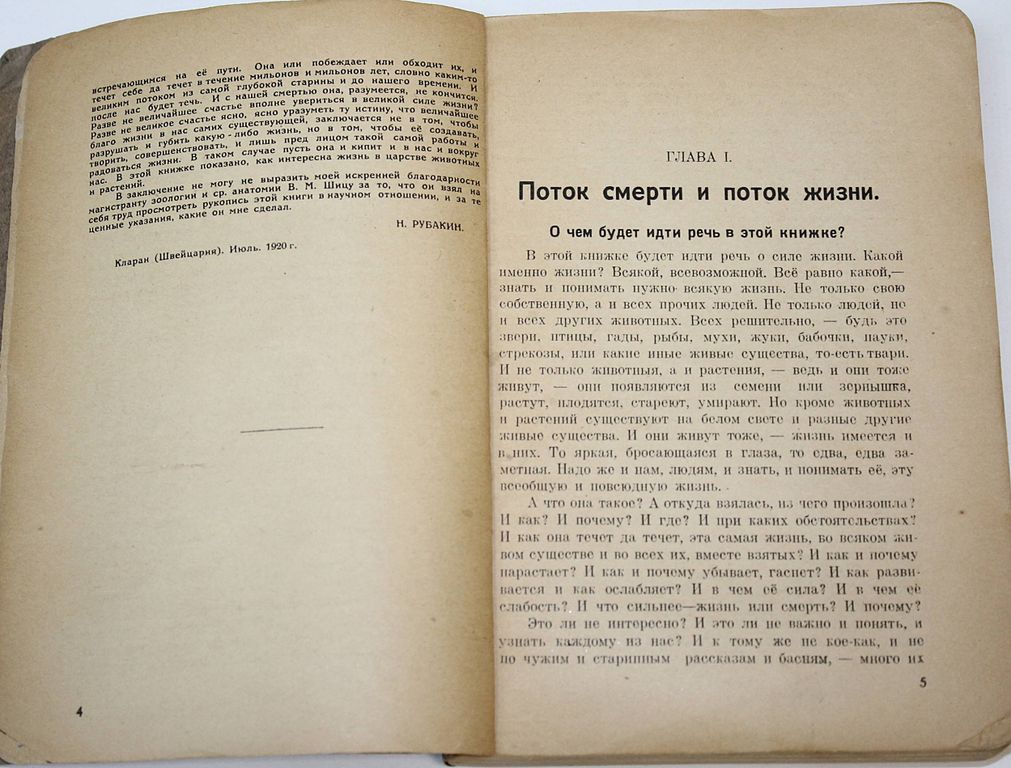 встречающимся на её пути. Она или побеждает или обходит их, и
течет себе да течет в течение мильонов и мильонов лет, словно каким-то
великим потоком из самой глубокой старины и до нашего времени. И
после нас будет течь. И с нашей смертью она, разумеется, не кончится.
Разве не величайшее счастье вполне увериться в великой силе жизни?
Разве не великое счастье ясно, ясно уразуметь ту истину, что величайшее
благо жизни в нас самих существующей, заключается не в том, чтобы
разрушать и губить какую-либо жизнь, но в том, чтобы её создавать,
творить, совершенствовать, и лишь пред лицом такой самой работы и
радоваться жизни. В таком случае пусть она и кипит и в нас и вокруг
нас. В этой книжке показано, как интересна жизнь в царстве животных
и растений.
В заключение не могу не выразить моей искренней благодарности
магистранту зоологии и ср. анатомии В. М. Шицу за то, что он взял на
себя труд просмотреть рукопись этой книги в научном отношении, и за те
ценные указания, какие он мне сделал.
Н. РУБАКИН.
Кларан (Швейцария). Июль. 1920 г.
4
ГЛАВА I.
Поток смерти и поток жизни.
О чем будет идти речь в этой книжке?
В этой книжке будет идти речь о силе жизни. Какой
именно жизни? Всякой, всевозможной. Всё равно какой,—
знать и понимать нужно всякую жизнь. Не только свою
собственную, а и всех прочих людей. Не только людей, но
и всех других животных. Всех решительно, — будь это
звери, птицы, гады, рыбы, мухи, жуки, бабочки, пауки,
стрекозы, или какие иные живые существа, то-есть твари.
И не только животныя, а и растения, — ведь и они тоже
живут, — они появляются из семени или зернышка,
растут, плодятся, стареют, умирают. Но кроме животных
и растений существуют на белом свете и разные другие
живые существа. И они живут тоже, — жизнь имеется и
в них. То яркая, бросающаяся в глаза, то едва, едва за-
метная. Надо же и нам, людям, и знать, и понимать её, эту
всеобщую и повсюдную жизнь.
А что она такое? А откуда взялась, из чего произошла?
И как? И почему? И где? И при каких обстоятельствах?
И как она течет да течет, эта самая жизнь, во всяком жи-
вом существе и во всех их, вместе взятых? И как и почему
нарастает? И как и почему убывает, гаснет? И как разви-
вается и как ослабляет? И в чем её сила? И в чем её
слабость? И что сильнее—жизнь или смерть? И почему?
Это ли не интересно? И это ли не важно и понять, и
узнать каждому из нас? И к тому же не кое-как, и не
по чужим и старинным рассказам и басням, — много их
5